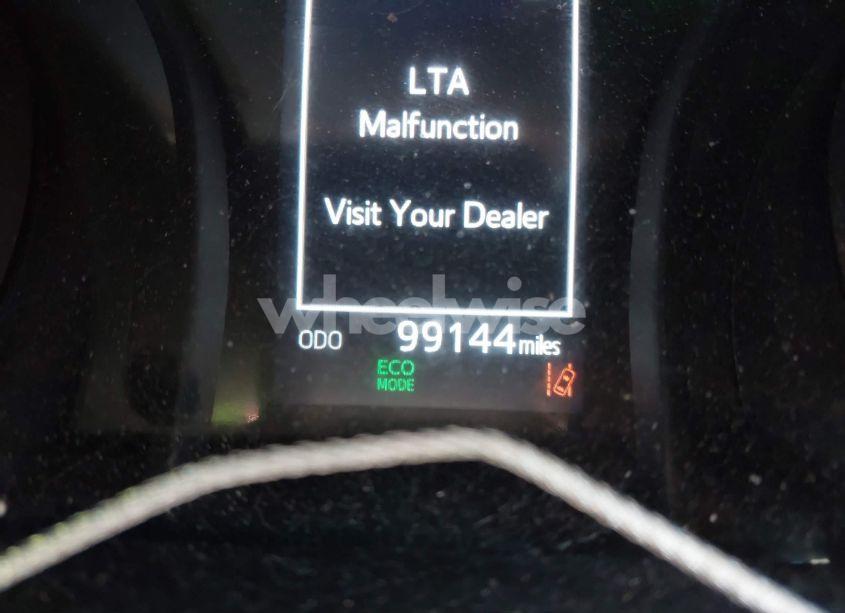 LTA
Malfunction
Visit Your Dealer
wheelwise
ODO 99144 miles
ECO
MODE